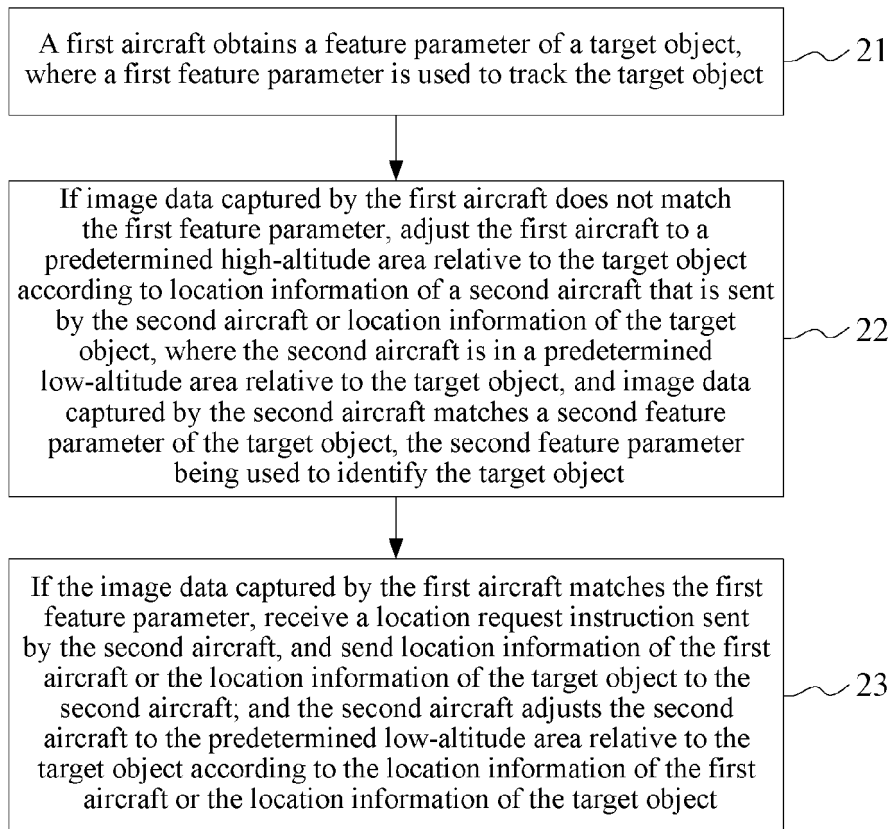 A first aircraft obtains a feature parameter of a target object,
where a first feature parameter is used to track the target object
21
If image data captured by the first aircraft does not match
the first feature parameter, adjust the first aircraft to a
predetermined high-altitude area relative to the target object
according to location information of a second aircraft that is sent
by the second aircraft or location information of the target
object, where the second aircraft is in a predetermined
low-altitude area relative to the target object, and image data
captured by the second aircraft matches a second feature
parameter of the target object, the second feature parameter
being used to identify the target object
22
If the image data captured by the first aircraft matches the first
feature parameter, receive a location request instruction sent
by the second aircraft, and send location information of the first
aircraft or the location information of the target object to the
second aircraft; and the second aircraft adjusts the second
aircraft to the predetermined low-altitude area relative to the
target object according to the location information of the first
aircraft or the location information of the target object
23